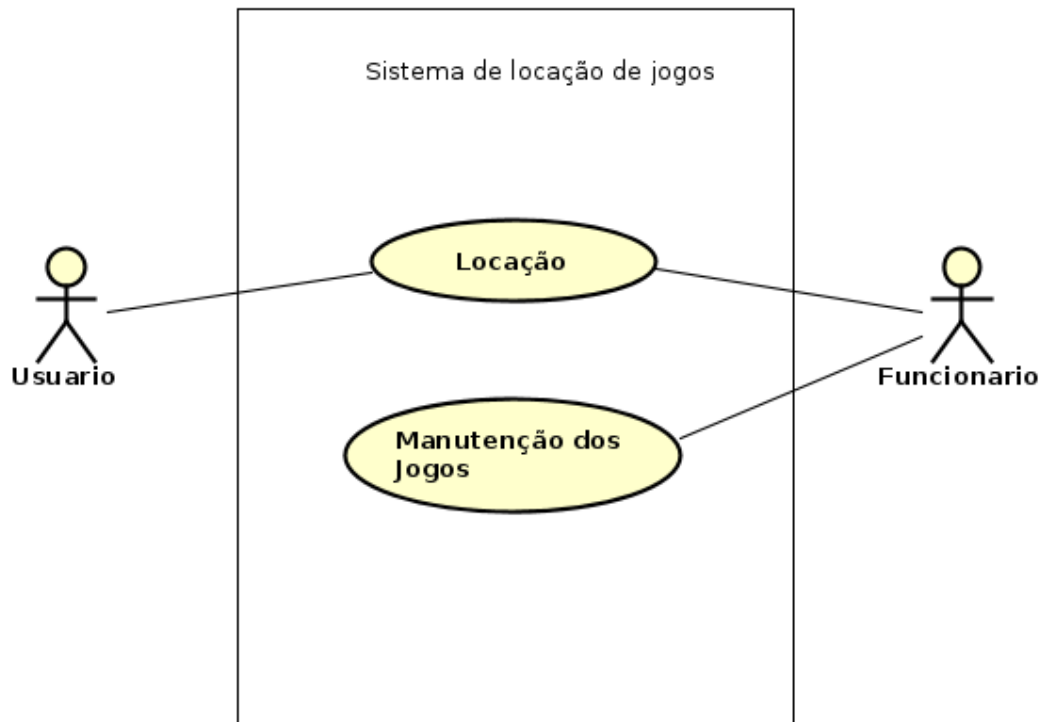 Sistema de locação de jogos
Locação
Usuario
Funcionario
Manutenção dos
Jogos